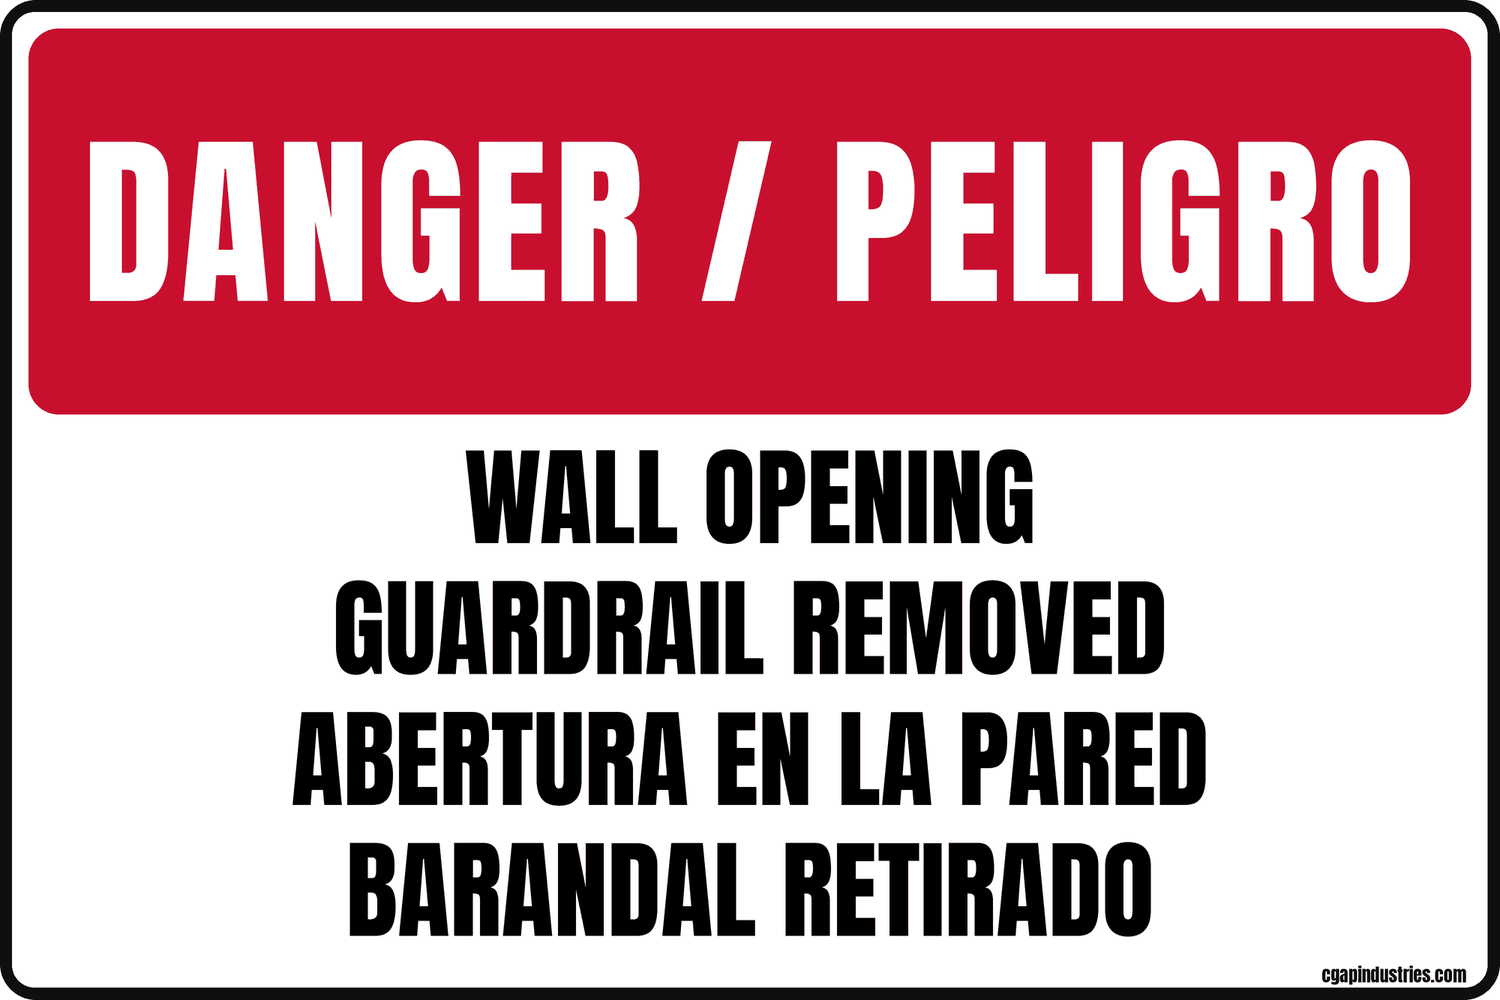 DANGER / PELIGRO
WALL OPENING
GUARDRAIL REMOVED
ABERTURA EN LA PARED
BARANDAL RETIRADO
cgapindustries.com